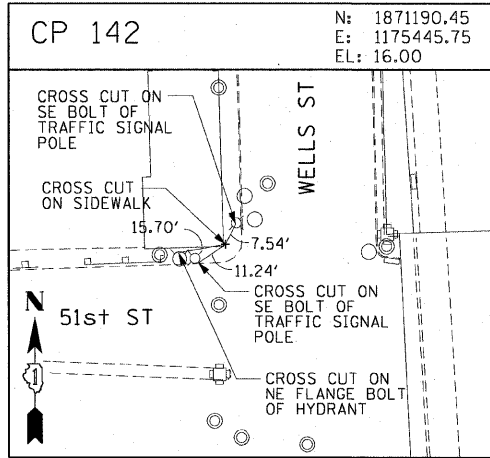 CP 142
N: 1871190.45
E: 1175445.75
EL: 16.00
CROSS CUT ON
SE BOLT OF
TRAFFIC SIGNAL
POLE
WELLS ST
CROSS CUT
ON SIDEWALK
15.70'
7.54'
11.24'
CROSS CUT ON
SE BOLT OF
TRAFFIC SIGNAL
POLE
N
51st ST
1
CROSS CUT ON
NE FLANGE BOLT
OF HYDRANT